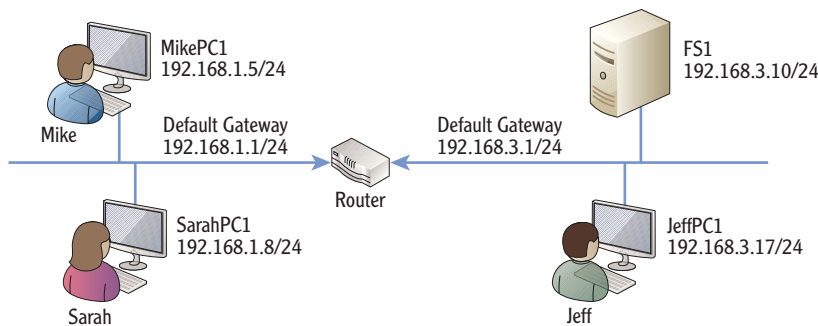 MikePC1
192.168.1.5/24
Mike
FS1
192.168.3.10/24
Default Gateway
192.168.1.1/24
Default Gateway
192.168.3.1/24
Router
SarahPC1
192.168.1.8/24
Sarah
JeffPC1
192.168.3.17/24
Jeff